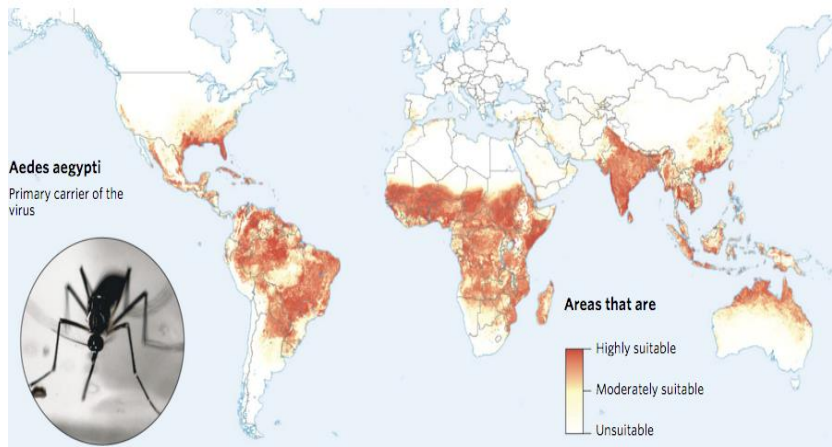 Aedes aegypti
Primary carrier of the
virus
Areas that are
Highly suitable
Moderately suitable
Unsuitable